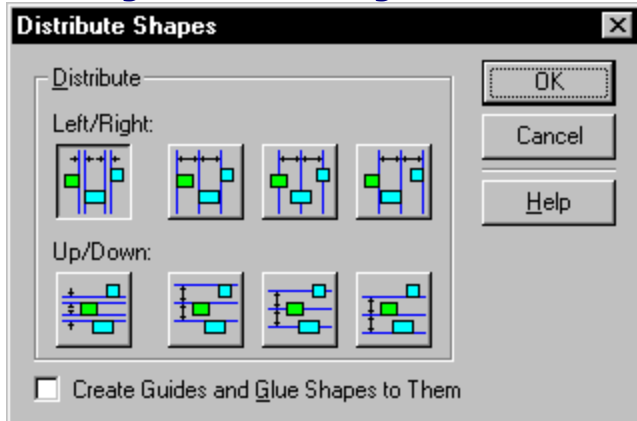 Distribute Shapes
Distribute
OK
Left/Right:
Cancel
Help
Up/Down:
Create Guides and Glue Shapes to Them